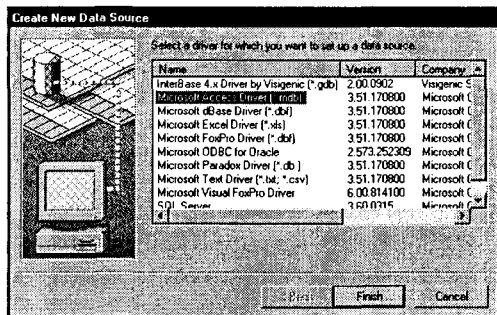 Create New Data Source
Select a driver for which you want to set up a data source.
Name Version Company
InterBase 4.x Driver by Visigenic (*.gdb) 2.00.0902 Visigenic S
Microsoft Access Driver (*.mdb) 3.51.170800 Microsoft C
Microsoft dBase Driver (*.dbf) 3.51.170800 Microsoft C
Microsoft Excel Driver (*.xls) 3.51.170800 Microsoft C
Microsoft FoxPro Driver (*.dbf) 3.51.170800 Microsoft C
Microsoft ODBC for Oracle 2.573.252309 Microsoft C
Microsoft Paradox Driver (*.db ) 3.51.170800 Microsoft C
Microsoft Text Driver (*.txt; *.csv) 3.51.170800 Microsoft C
Microsoft Visual FoxPro Driver 6.00.814100 Microsoft C
SQL Server 3.60.0315 Microsoft C
< Back Finish Cancel